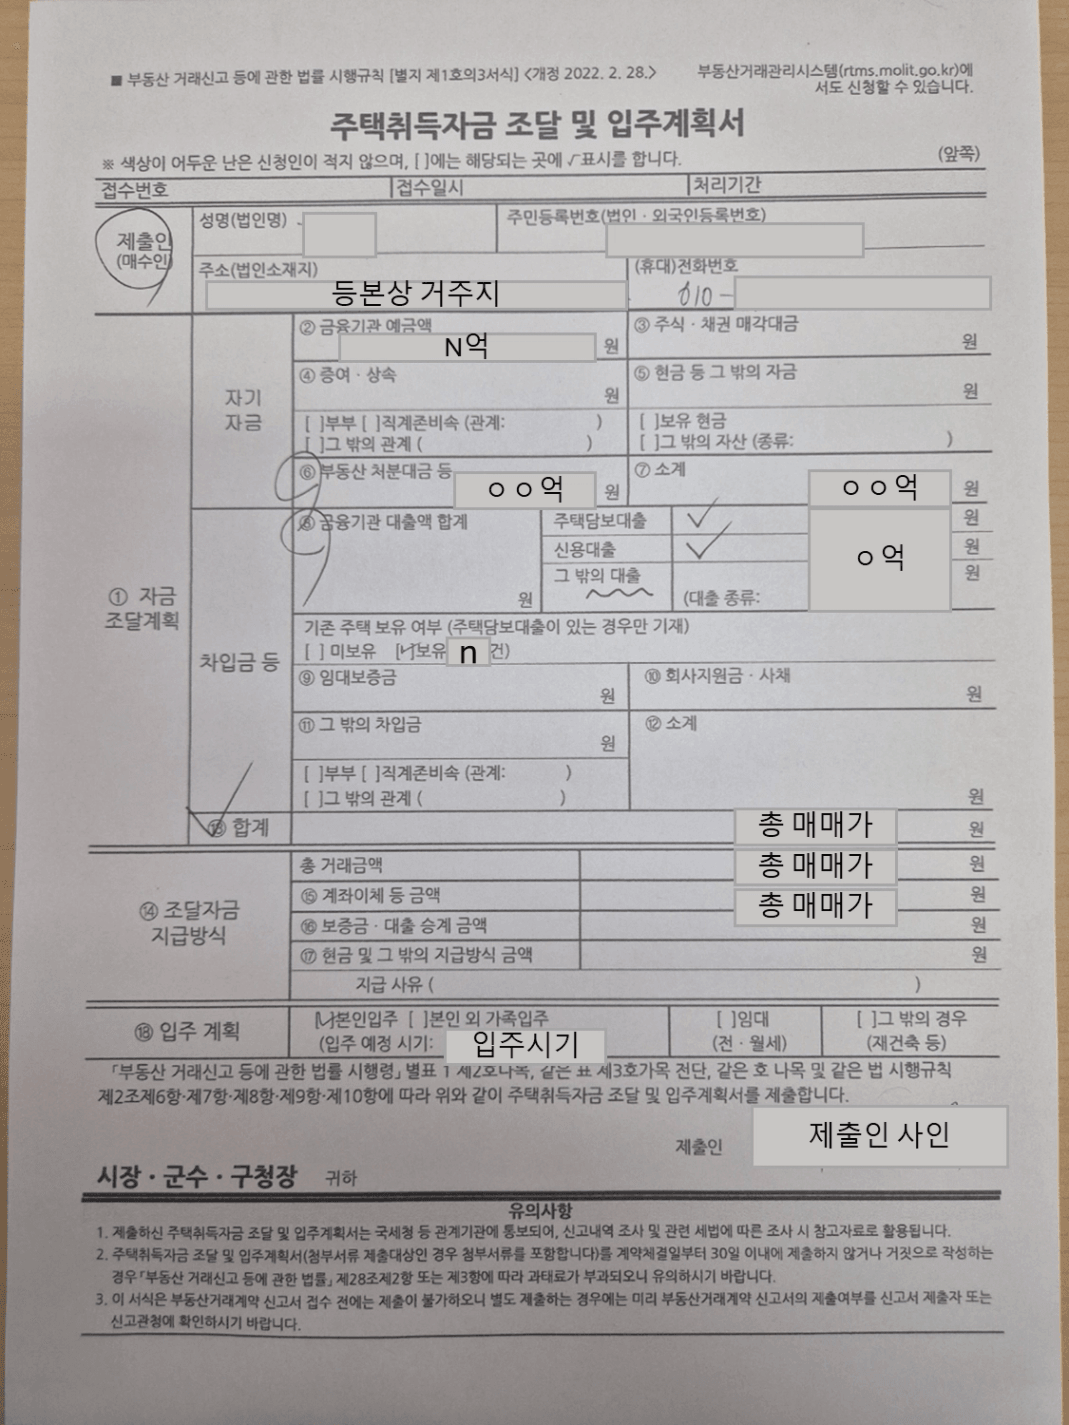 ■ 부동산 거래신고 등에 관한 법률 시행규칙 [별지 제1호의3서식] <개정 2022. 2. 28.>
부동산거래관리시스템(rtms.molit.go.kr)에
서도 신청할 수 있습니다.
주택취득자금 조달 및 입주계획서
※ 색상이 어두운 난은 신청인이 적지 않으며, [ ]에는 해당되는 곳에 √표시를 합니다.
(앞쪽)
접수번호 접수일시 처리기간
제출인
(매수인)
성명(법인명)
주민등록번호(법인ㆍ외국인등록번호)
주소(법인소재지)
등본상 거주지
(휴대)전화번호
010 -
① 자금
조달계획
자기
자금
② 금융기관 예금액
N억 원
③ 주식ㆍ채권 매각대금
원
④ 증여ㆍ상속
원
[ ]부부 [ ]직계존비속 (관계: )
[ ]그 밖의 관계 ( )
⑤ 현금 등 그 밖의 자금
원
[ ]보유 현금
[ ]그 밖의 자산 (종류: )
⑥ 부동산 처분대금 등
ㅇㅇ억 원
⑦ 소계
ㅇㅇ억 원
차입금 등
⑧ 금융기관 대출액 합계
원
주택담보대출 √ 원
신용대출 √ ㅇ억 원
그 밖의 대출 원
(대출 종류:
기존 주택 보유 여부 (주택담보대출이 있는 경우만 기재)
[ ] 미보유 [√]보유 n 건)
⑨ 임대보증금
원
⑩ 회사지원금ㆍ사채
원
⑪ 그 밖의 차입금
원
[ ]부부 [ ]직계존비속 (관계: )
[ ]그 밖의 관계 ( )
⑫ 소계
원
⑬ 합계 총 매매가 원
⑭ 조달자금
지급방식
총 거래금액 총 매매가 원
⑮ 계좌이체 등 금액 총 매매가 원
⑯ 보증금ㆍ대출 승계 금액 원
⑰ 현금 및 그 밖의 지급방식 금액 원
지급 사유 ( )
⑱ 입주 계획
[√]본인입주 [ ]본인 외 가족입주
(입주 예정 시기: 입주시기
[ ]임대
(전ㆍ월세)
[ ]그 밖의 경우
(재건축 등)
「부동산 거래신고 등에 관한 법률 시행령」 별표 1 제2호나목, 같은 표 제3호가목 전단, 같은 호 나목 및 같은 법 시행규칙
제2조제6항·제7항·제8항·제9항·제10항에 따라 위와 같이 주택취득자금 조달 및 입주계획서를 제출합니다.
제출인 제출인 사인
시장ㆍ군수ㆍ구청장 귀하
유의사항
1. 제출하신 주택취득자금 조달 및 입주계획서는 국세청 등 관계기관에 통보되어, 신고내역 조사 및 관련 세법에 따른 조사 시 참고자료로 활용됩니다.
2. 주택취득자금 조달 및 입주계획서(첨부서류 제출대상인 경우 첨부서류를 포함합니다)를 계약체결일부터 30일 이내에 제출하지 않거나 거짓으로 작성하는
경우 「부동산 거래신고 등에 관한 법률」 제28조제2항 또는 제3항에 따라 과태료가 부과되오니 유의하시기 바랍니다.
3. 이 서식은 부동산거래계약 신고서 접수 전에는 제출이 불가하오니 별도 제출하는 경우에는 미리 부동산거래계약 신고서의 제출여부를 신고서 제출자 또는
신고관청에 확인하시기 바랍니다.